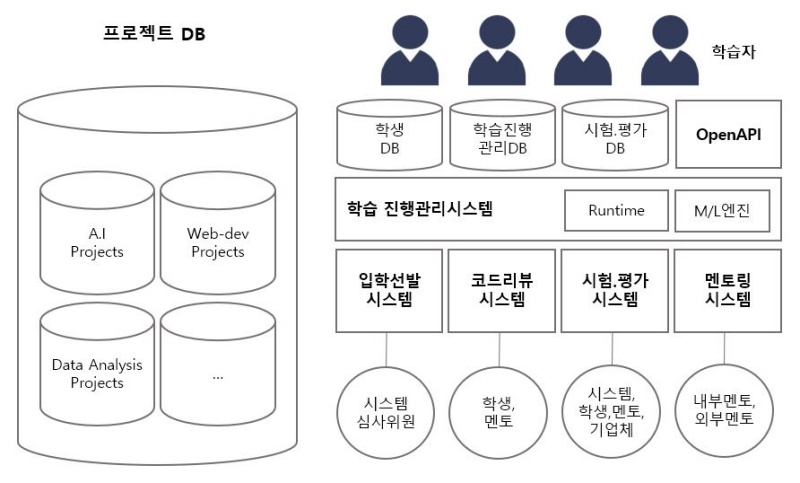 프로젝트 DB
A.I
Projects
Web-dev
Projects
Data Analysis
Projects
...
학습자
학생
DB
학습진행
관리DB
시험.평가
DB
OpenAPI
학습 진행관리시스템
Runtime
M/L엔진
입학선발
시스템
코드리뷰
시스템
시험.평가
시스템
멘토링
시스템
시스템
심사위원
학생,
멘토
시스템,
학생,멘토,
기업체
내부멘토,
외부멘토